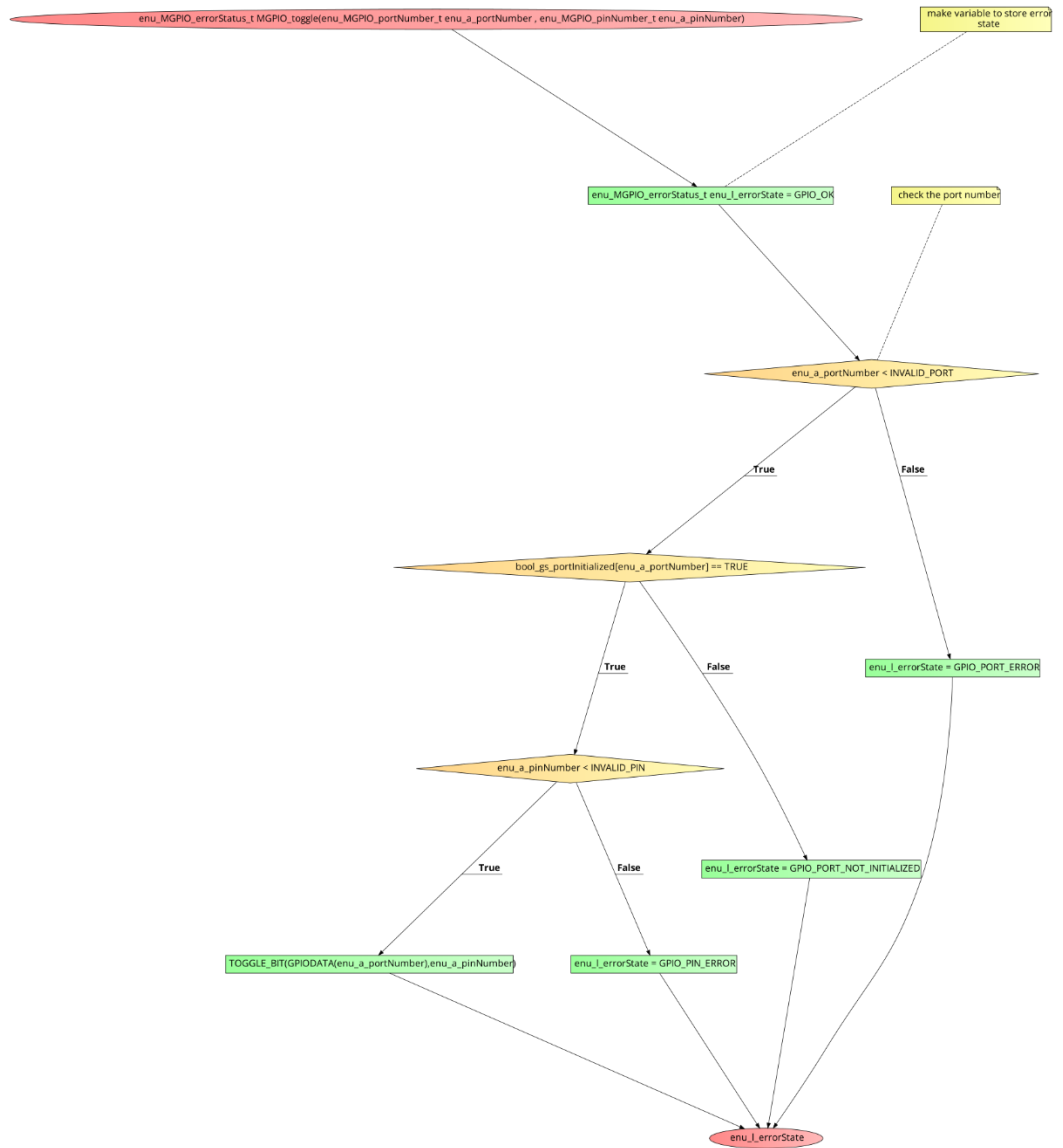 enu_MGPIO_errorStatus_t MGPIO_toggle(enu_MGPIO_portNumber_t enu_a_portNumber , enu_MGPIO_pinNumber_t enu_a_pinNumber)
make variable to store error
state
enu_MGPIO_errorStatus_t enu_l_errorState = GPIO_OK
check the port number
enu_a_portNumber < INVALID_PORT
True
False
bool_gs_portInitialized[enu_a_portNumber] == TRUE
True
False
enu_l_errorState = GPIO_PORT_ERROR
enu_a_pinNumber < INVALID_PIN
True
False
enu_l_errorState = GPIO_PORT_NOT_INITIALIZED
TOGGLE_BIT(GPIODATA(enu_a_portNumber),enu_a_pinNumber)
enu_l_errorState = GPIO_PIN_ERROR
enu_l_errorState